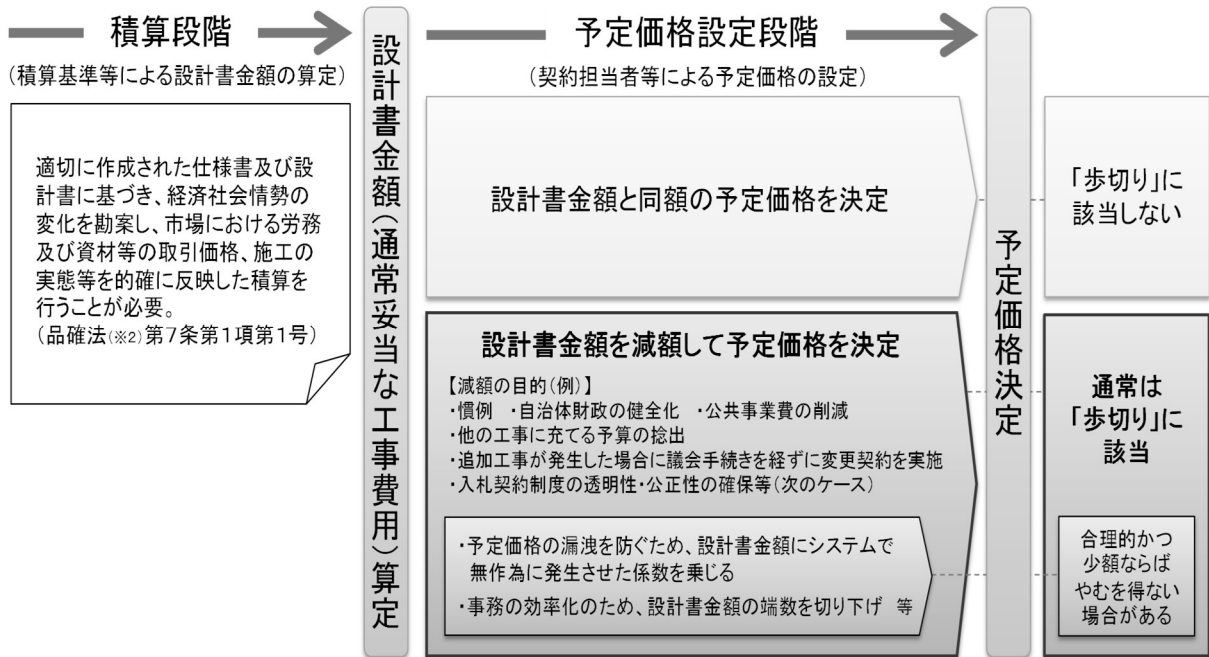 積算段階
(積算基準等による設計書金額の算定)
適切に作成された仕様書及び設
計書に基づき、経済社会情勢の
変化を勘案し、市場における労務
及び資材等の取引価格、施工の
実態等を的確に反映した積算を
行うことが必要。
(品確法(※2)第7条第1項第1号)
設計書金額(通常妥当な工事費用)算定
予定価格設定段階
(契約担当者等による予定価格の設定)
設計書金額と同額の予定価格を決定
設計書金額を減額して予定価格を決定
【減額の目的(例)】
・慣例 ・自治体財政の健全化 ・公共事業費の削減
・他の工事に充てる予算の捻出
・追加工事が発生した場合に議会手続きを経ずに変更契約を実施
・入札契約制度の透明性・公正性の確保等(次のケース)
・予定価格の漏洩を防ぐため、設計書金額にシステムで
無作為に発生させた係数を乗じる
・事務の効率化のため、設計書金額の端数を切り下げ 等
予定価格決定
「歩切り」に
該当しない
通常は
「歩切り」に
該当
合理的かつ
少額ならば
やむを得ない
場合がある